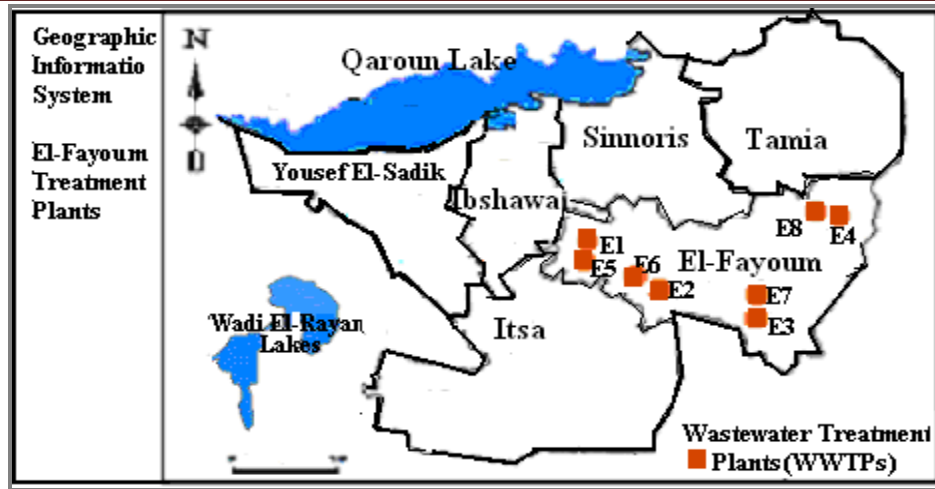 Geographic
Informatio
System
El-Fayoum
Treatment
Plants
N
Qaroun Lake
Sinnoris
Tamia
Yousef El-Sadik
Ibshawai
E8
E4
E1
E5
E6
El-Fayoum
E2
E7
E3
Itsa
Wadi El-Rayan
Lakes
Wastewater Treatment
Plants(WWTPs)